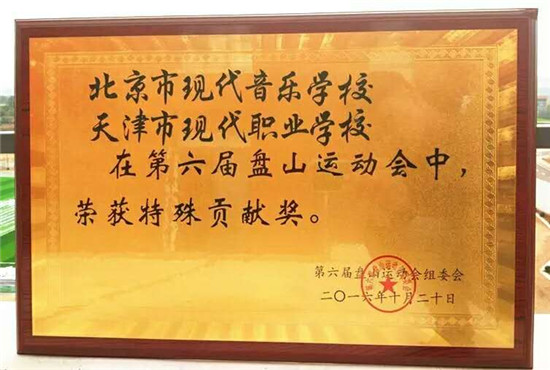 北京市现代音乐学校
天津市现代职业学校
在第六届盘山运动会中，
荣获特殊贡献奖。
第六届盘山运动会组委会
二〇一六年十月二十日